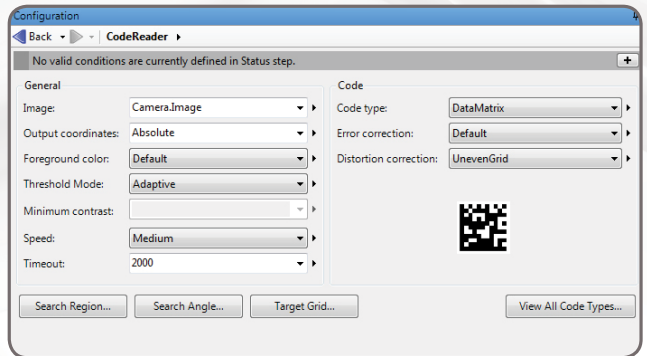 Configuration
Back CodeReader
No valid conditions are currently defined in Status step. +
General
Image: Camera.Image
Output coordinates: Absolute
Foreground color: Default
Threshold Mode: Adaptive
Minimum contrast:
Speed: Medium
Timeout: 2000
Code
Code type: DataMatrix
Error correction: Default
Distortion correction: UnevenGrid
Search Region... Search Angle... Target Grid... View All Code Types...